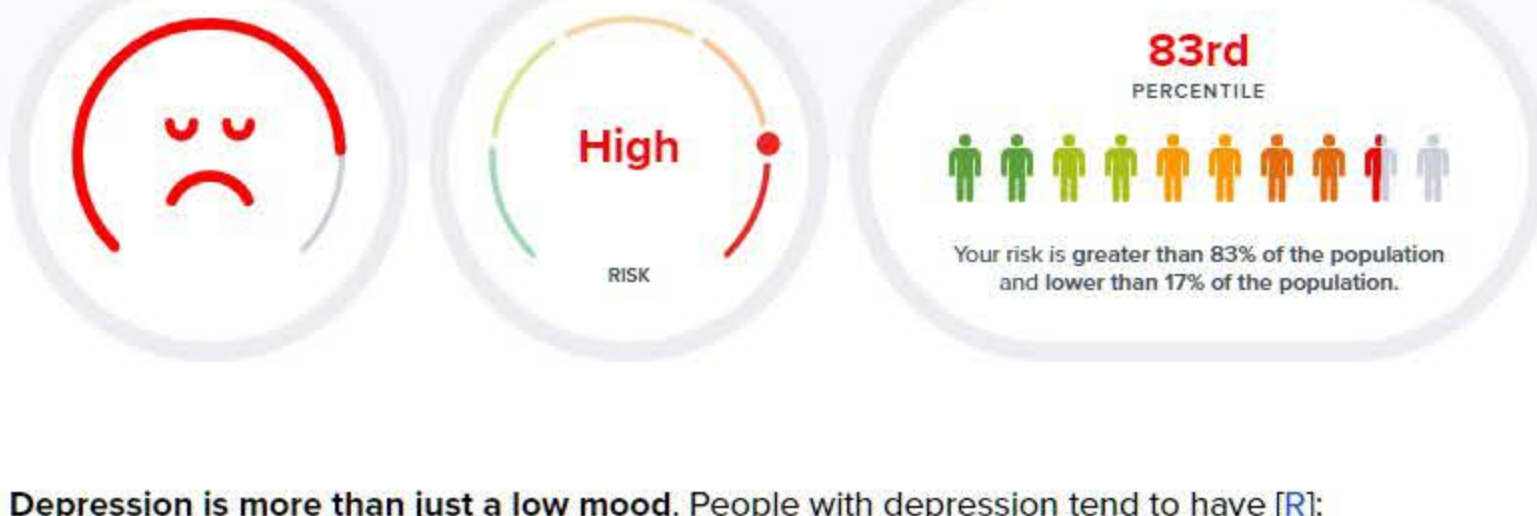 High
RISK
83rd
PERCENTILE
Your risk is greater than 83% of the population
and lower than 17% of the population.
Depression is more than just a low mood. People with depression tend to have [R]: